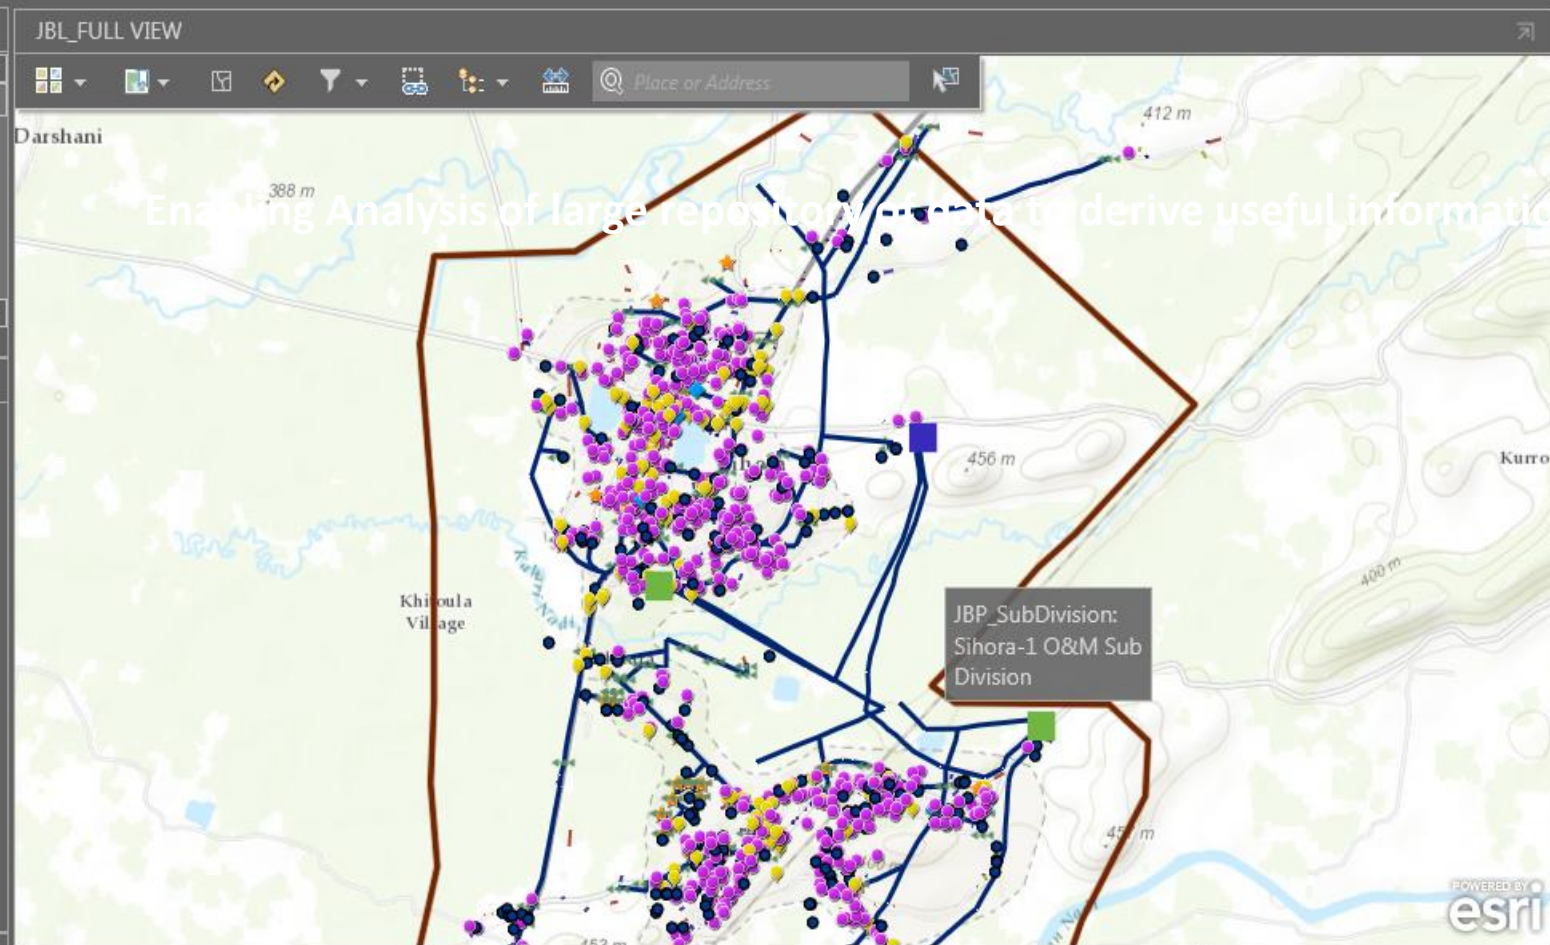 JBL_FULL VIEW
Place or Address
Darshani
412 m
388 m
Enabling Analysis of large repository of data to derive useful informatio
456 m
Kurro
Khitoula
Village
400 m
JBP_SubDivision:
Sihora-1 O&M Sub
Division
POWERED BY
esri